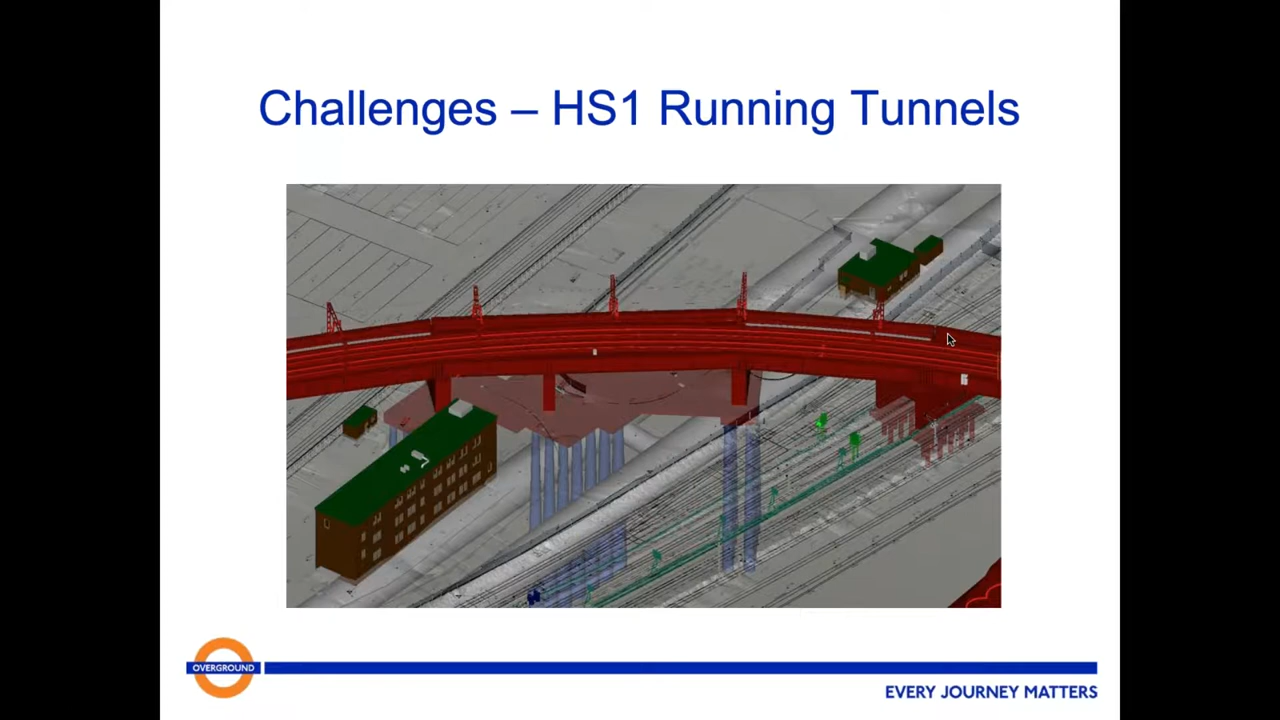 Challenges – HS1 Running Tunnels
OVERGROUND
EVERY JOURNEY MATTERS